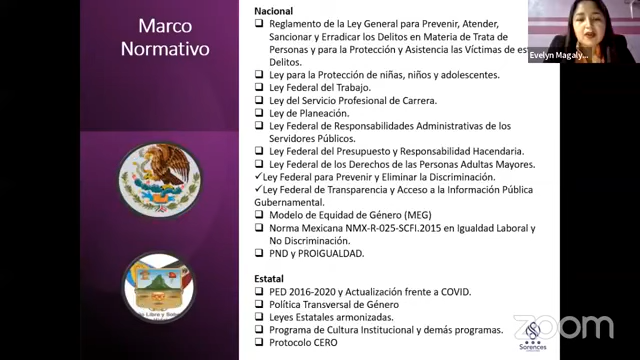 Marco
Normativo
Nacional
❑ Reglamento de la Ley General para Prevenir, Atender,
Sancionar y Erradicar los Delitos en Materia de Trata de
Personas y para la Protección y Asistencia las Víctimas de
Delitos.
❑ Ley para la Protección de niñas, niños y adolescentes.
❑ Ley Federal del Trabajo.
❑ Ley del Servicio Profesional de Carrera.
❑ Ley de Planeación.
❑ Ley Federal de Responsabilidades Administrativas de los
Servidores Públicos.
❑ Ley Federal del Presupuesto y Responsabilidad Hacendaria.
❑ Ley Federal de los Derechos de las Personas Adultas Mayores.
✓Ley Federal para Prevenir y Eliminar la Discriminación.
✓Ley Federal de Transparencia y Acceso a la Información Pública
Gubernamental.
❑ Modelo de Equidad de Género (MEG)
❑ Norma Mexicana NMX-R-025-SCFI.2015 en Igualdad Laboral y
No Discriminación.
❑ PND y PROIGUALDAD.
Estatal
❑ PED 2016-2020 y Actualización frente a COVID.
❑ Política Transversal de Género
❑ Leyes Estatales armonizadas.
❑ Programa de Cultura Institucional y demás programas.
❑ Protocolo CERO
Evelyn Magaly...
zoom
Sorences